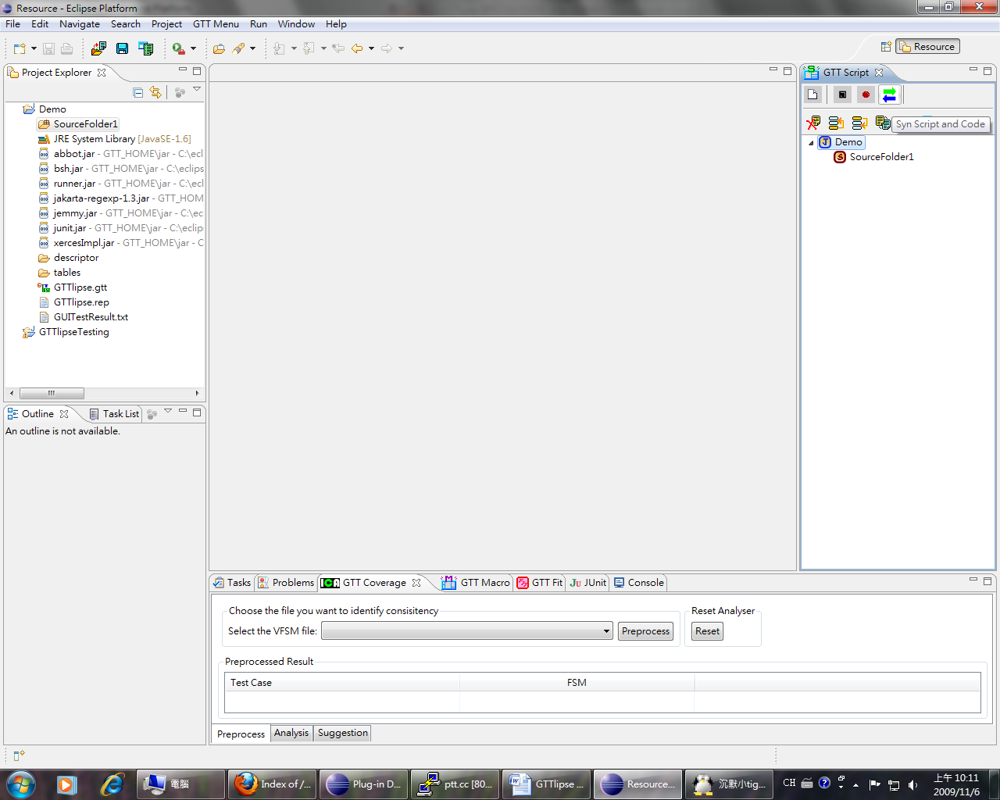 Resource - Eclipse Platform
File Edit Navigate Search Project GTT Menu Run Window Help
Resource
Project Explorer
Demo
SourceFolder1
JRE System Library [JavaSE-1.6]
abbot.jar - GTT_HOME\jar - C:\ecl
bsh.jar - GTT_HOME\jar - C:\eclips
runner.jar - GTT_HOME\jar - C:\ecl
jakarta-regexp-1.3.jar - GTT_HOM
jemmy.jar - GTT_HOME\jar - C:\ec
junit.jar - GTT_HOME\jar - C:\eclip
xercesImpl.jar - GTT_HOME\jar - C
descriptor
tables
GTTlipse.gtt
GTTlipse.rep
GUITestResult.txt
GTTlipseTesting
Outline Task List
An outline is not available.
GTT Script
Syn Script and Code
Demo
SourceFolder1
Tasks Problems GTT Coverage GTT Macro GTT Fit JUnit Console
Choose the file you want to identify consisitency
Select the VFSM file: Preprocess
Reset Analyser
Reset
Preprocessed Result
Test Case FSM
Preprocess Analysis Suggestion
電腦 Index of /... Plug-in D... ptt.cc [80... GTTlipse ... Resource... 沉默小tig...
CH
上午 10:11
2009/11/6